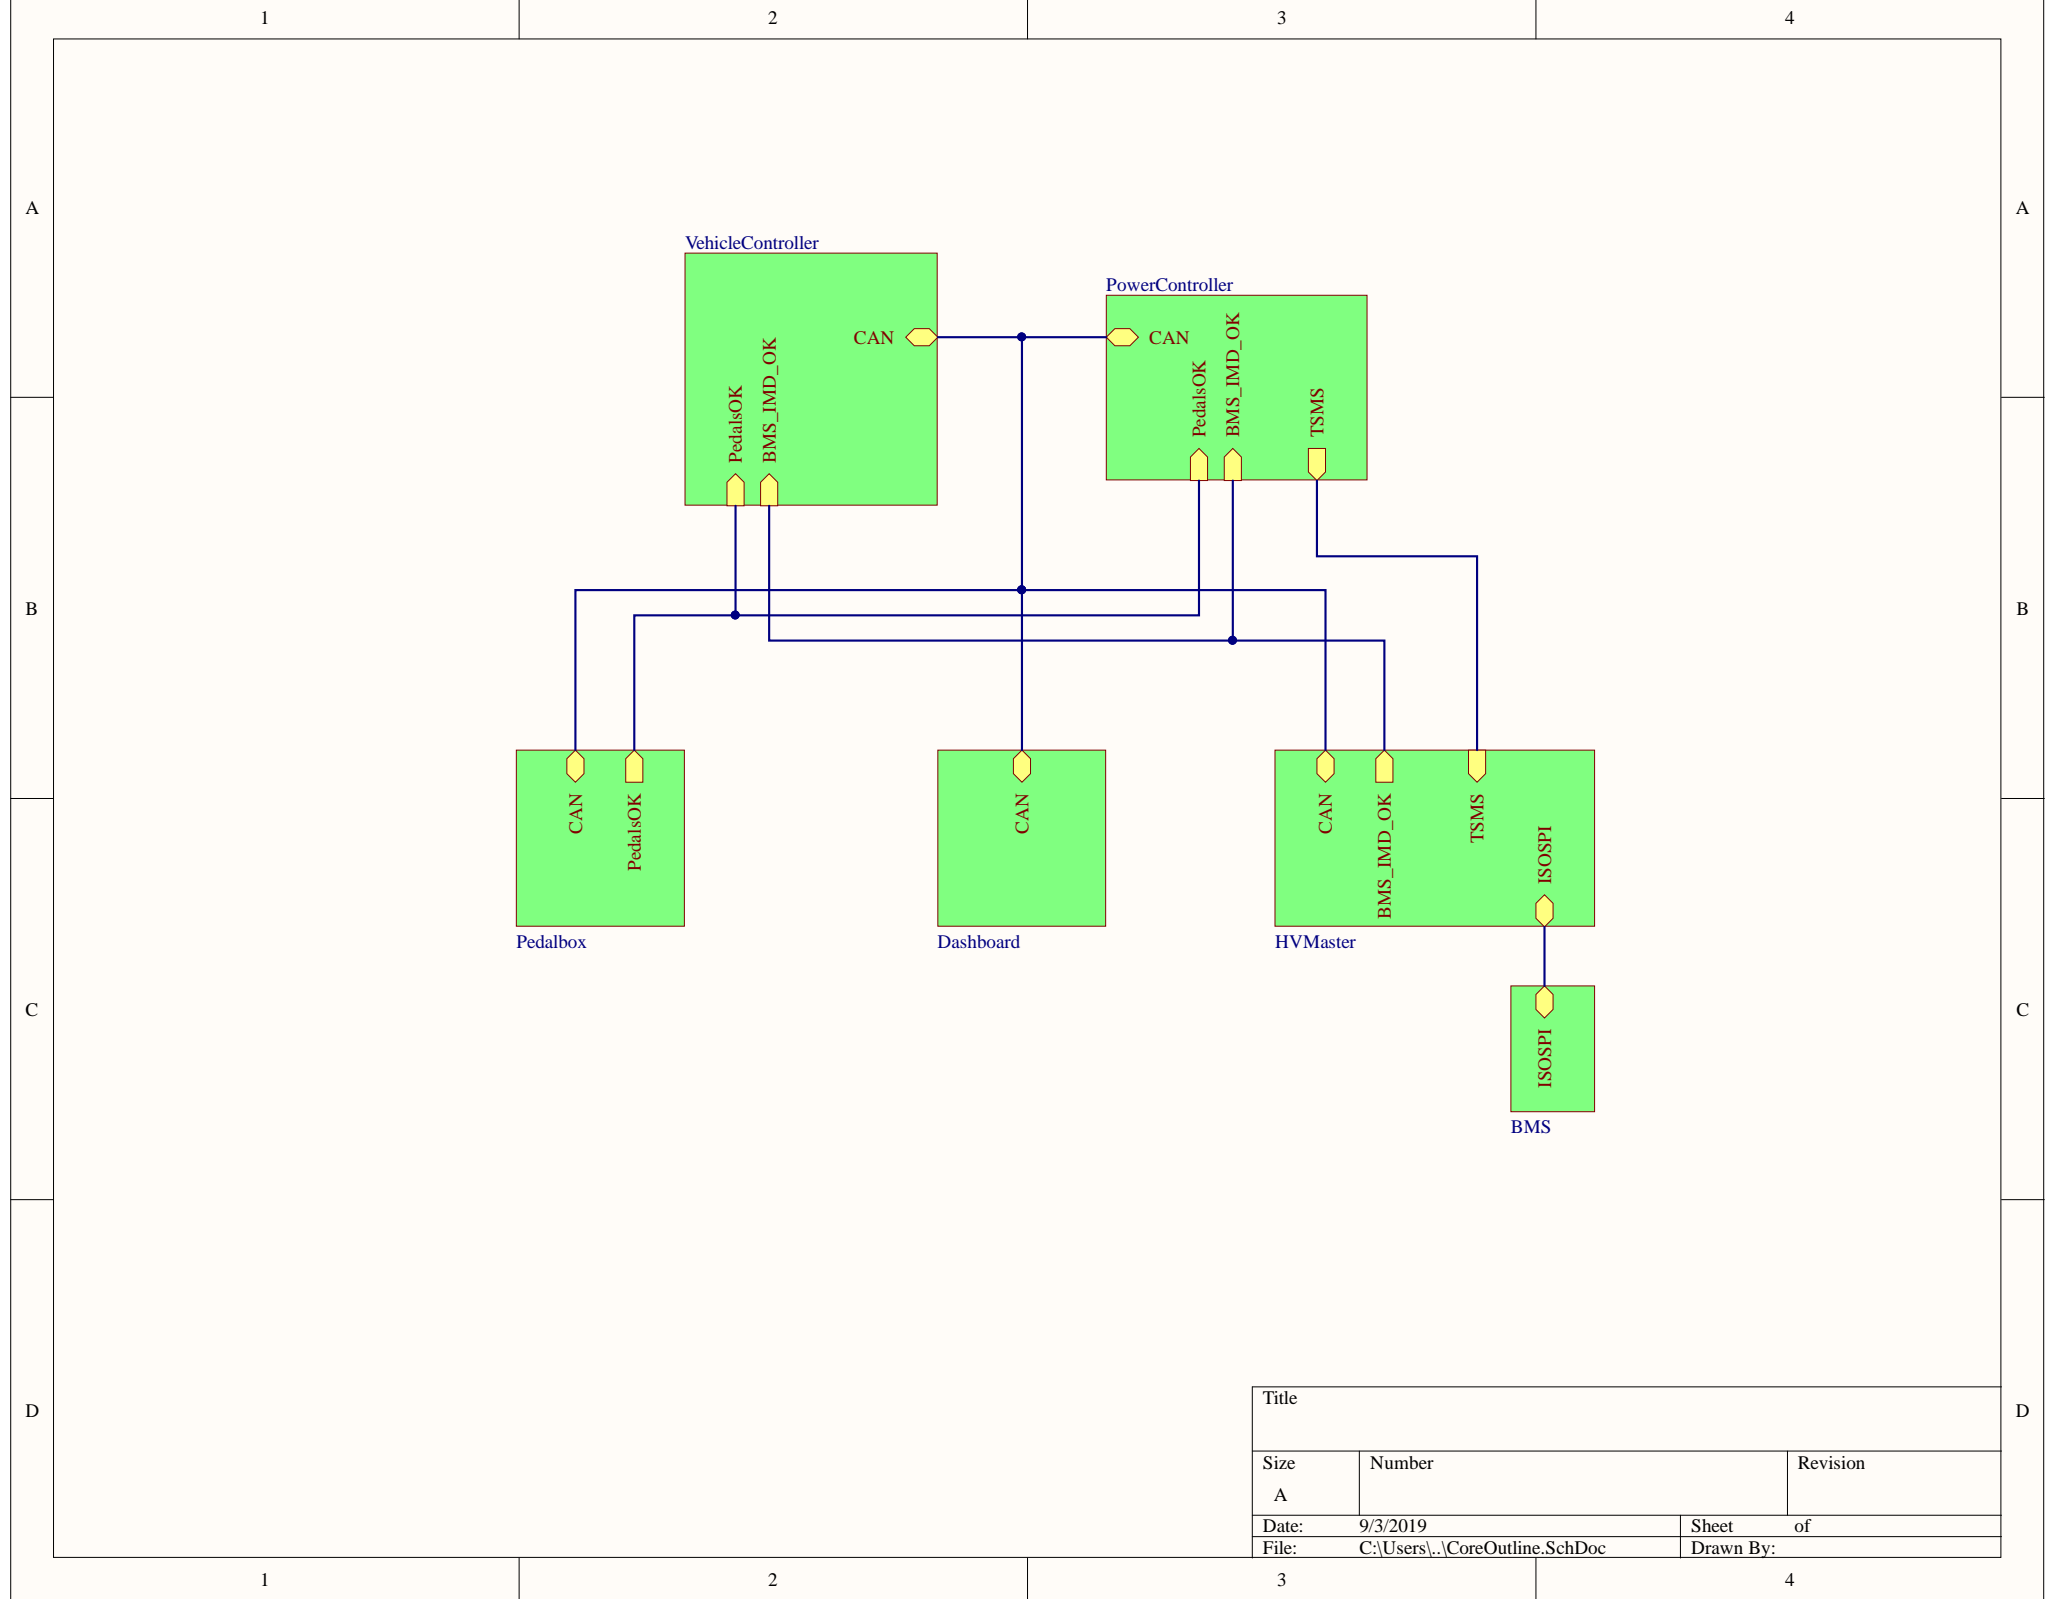 1 2 3 4
A A
VehicleController
PowerController
CAN CAN
PedalsOK
BMS_IMD_OK
PedalsOK
BMS_IMD_OK
TSMS
B B
CAN
PedalsOK
CAN
CAN
BMS_IMD_OK
TSMS
ISOSPI
Pedalbox Dashboard HVMaster
C C
ISOSPI
BMS
D D
Title
Size Number Revision
A
Date: 9/3/2019 Sheet of
File: C:\Users\..\CoreOutline.SchDoc Drawn By:
1 2 3 4